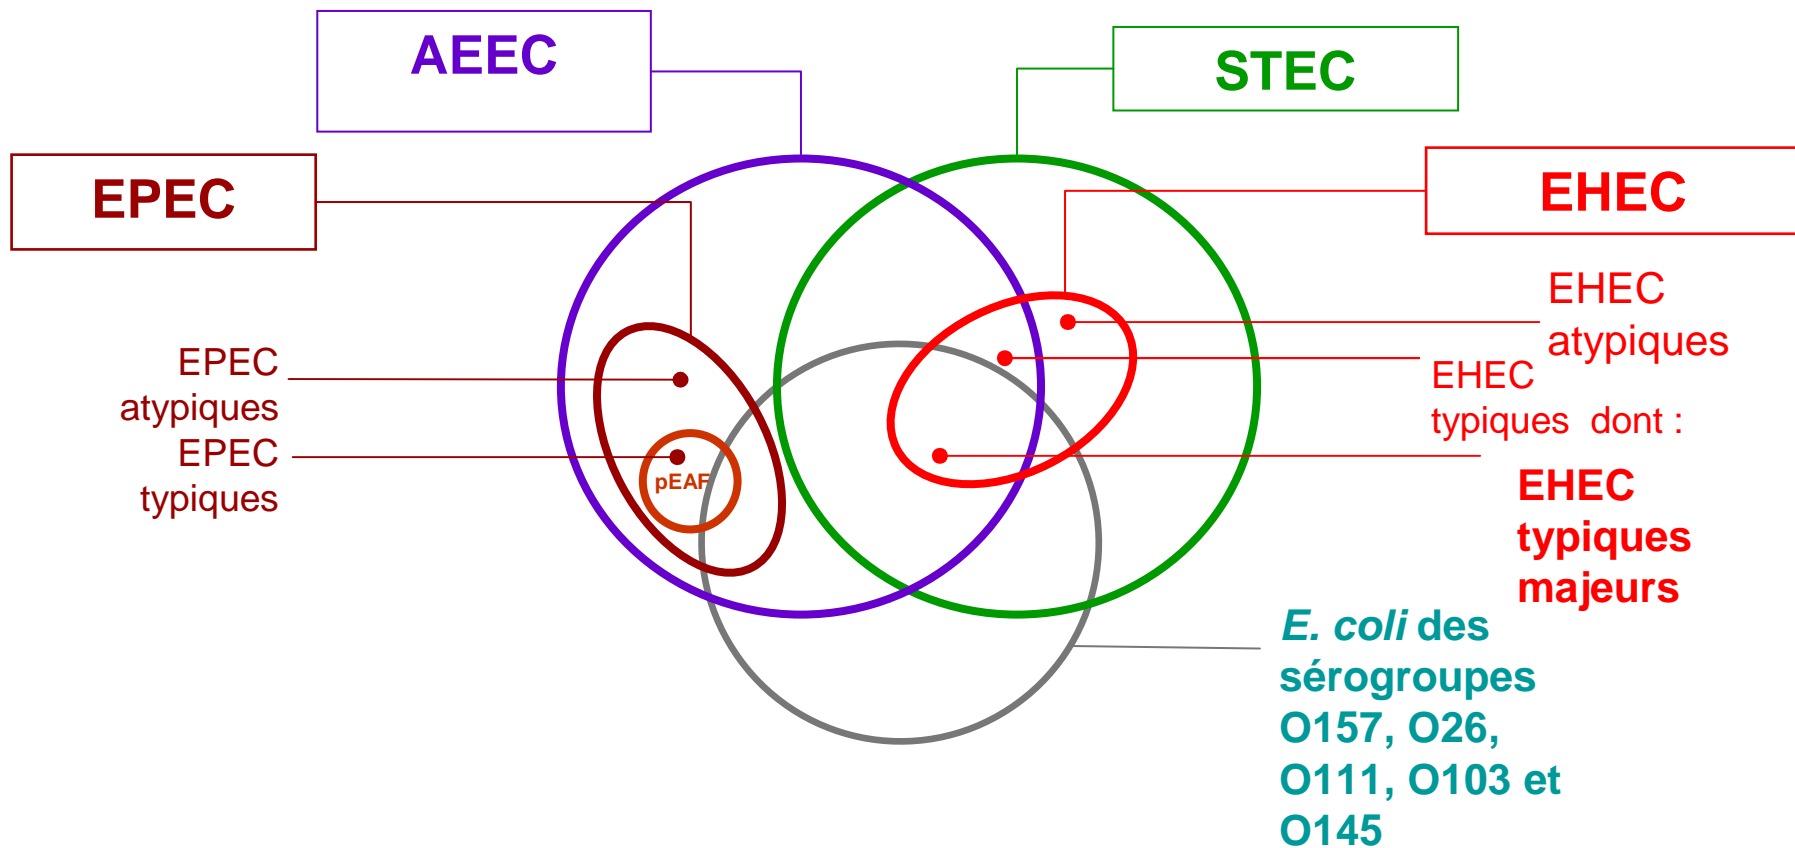 AEEC
STEC
EPEC
EHEC
EHEC
atypiques
EPEC
atypiques
EHEC
typiques dont :
EPEC
typiques
pEAF
EHEC
typiques
majeurs
E. coli des
sérogroupes
O157, O26,
O111, O103 et
O145